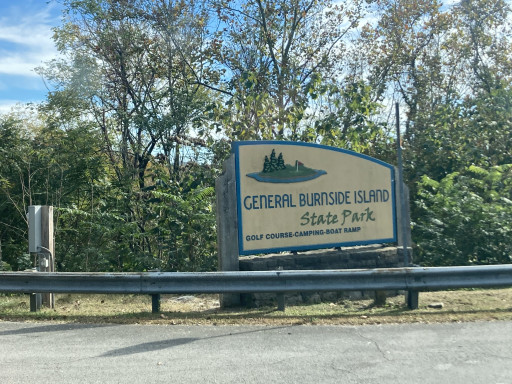 GENERAL BURNSIDE ISLAND
State Park
GOLF COURSE-CAMPING-BOAT RAMP